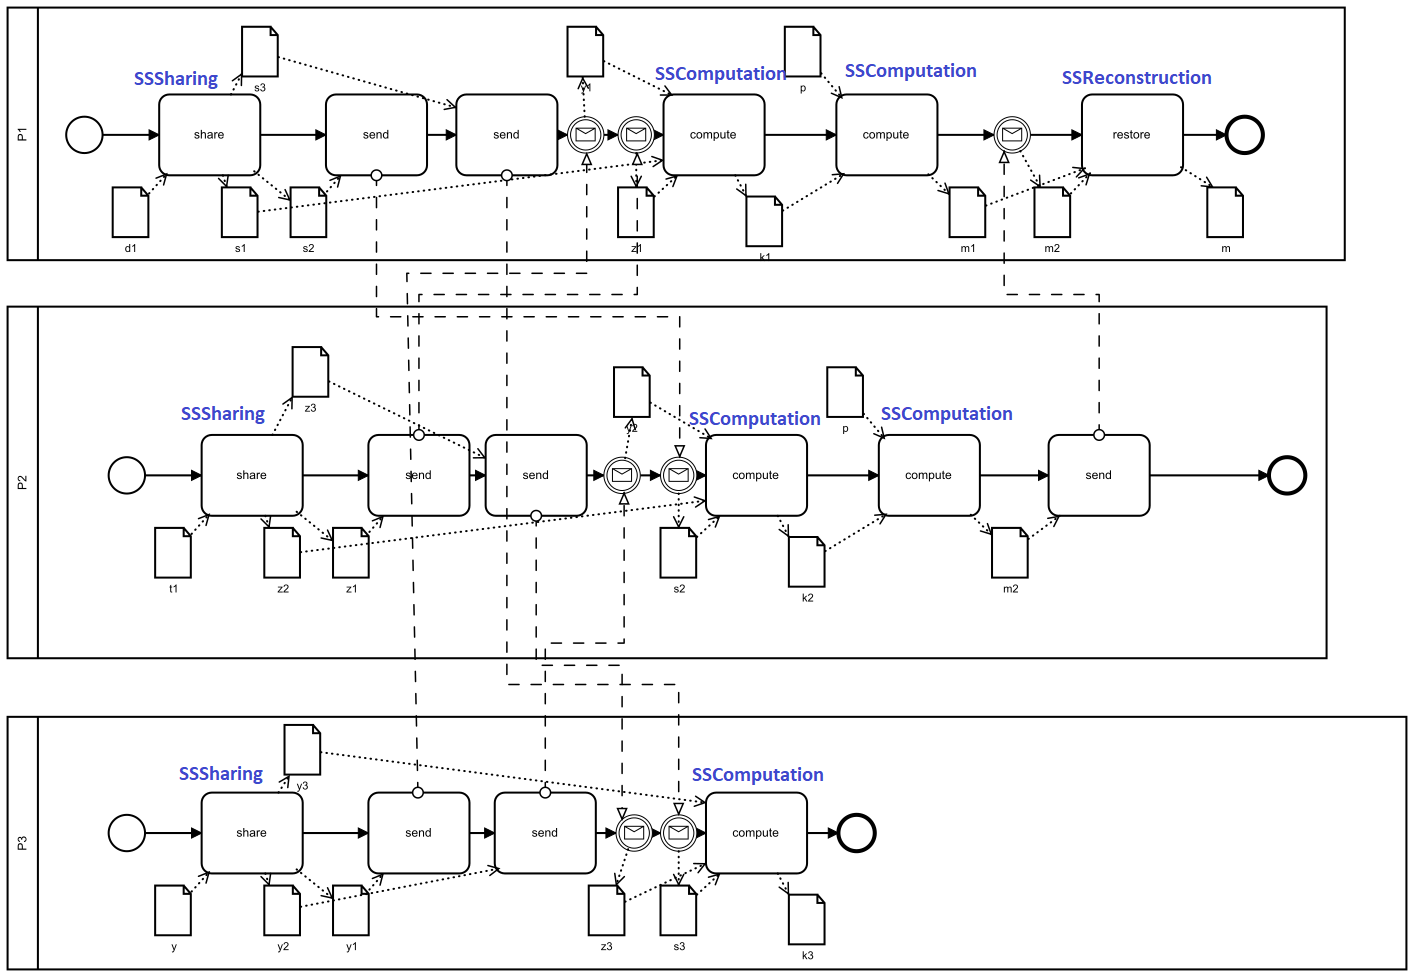 P1
s3
SSSharing
share
send
send
y1
SSComputation
compute
p
SSComputation
compute
SSReconstruction
restore
d1
s1
s2
z1
k1
m1
m2
m
P2
z3
SSSharing
share
send
send
y2
SSComputation
compute
p
SSComputation
compute
send
t1
z2
z1
s2
k2
m2
P3
y3
SSSharing
share
send
send
SSComputation
compute
y
y2
y1
z3
s3
k3